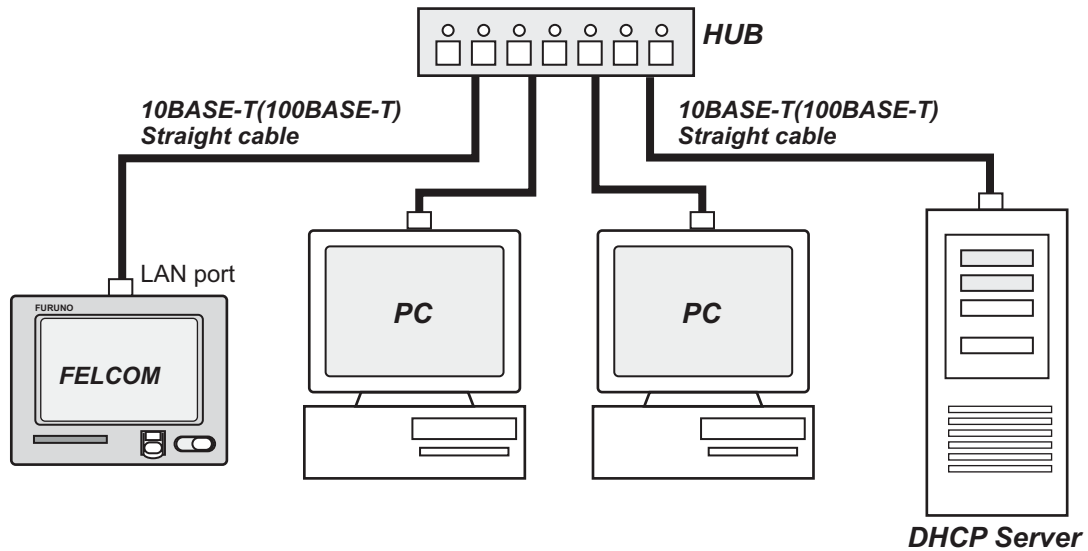 HUB
10BASE-T(100BASE-T)
Straight cable
10BASE-T(100BASE-T)
Straight cable
LAN port
FURUNO
FELCOM
PC
PC
DHCP Server